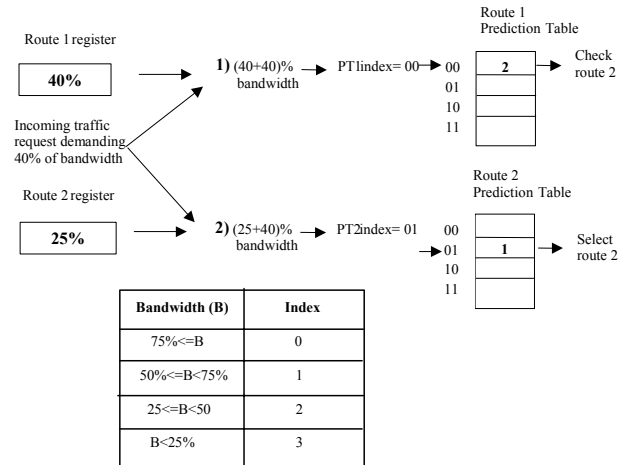 Route 1 register
40%
1) (40+40)%
bandwidth
PT1index= 00
Route 1
Prediction Table
00
01
10
11
2
Check
route 2
Incoming traffic
request demanding
40% of bandwidth
Route 2 register
25%
2) (25+40)%
bandwidth
PT2index= 01
Route 2
Prediction Table
00
01
10
11
1
Select
route 2
Bandwidth (B) Index
75%<=B 0
50%<=B<75% 1
25<=B<50 2
B<25% 3